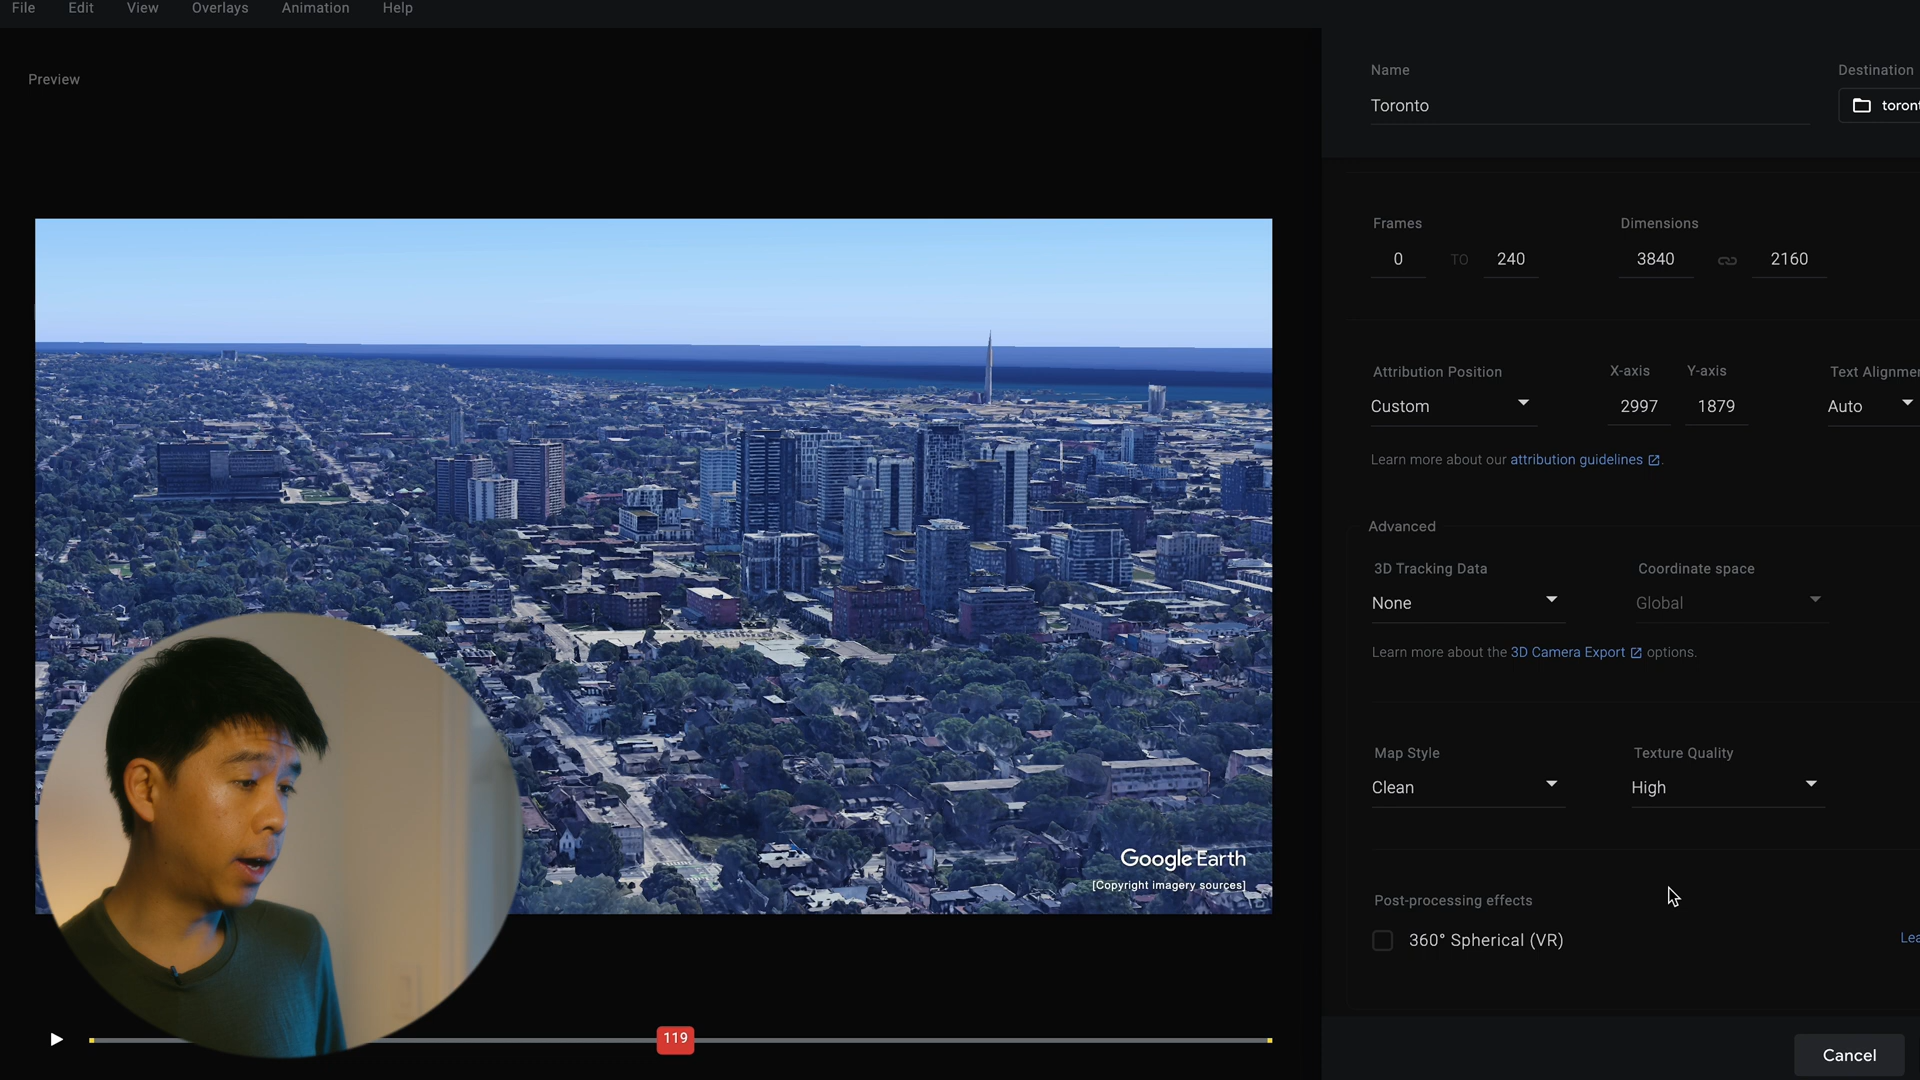 File Edit View Overlays Animation Help
Preview
Name
Destination
Toronto
toront
Frames
Dimensions
0 TO 240
3840 2160
Attribution Position
X-axis
Y-axis
Text Alignme
Custom
2997
1879
Auto
Learn more about our attribution guidelines.
Advanced
3D Tracking Data
Coordinate space
None
Global
Learn more about the 3D Camera Export options.
Map Style
Texture Quality
Clean
High
Google Earth
[Copyright imagery sources]
Post-processing effects
360° Spherical (VR)
Lea
119
Cancel